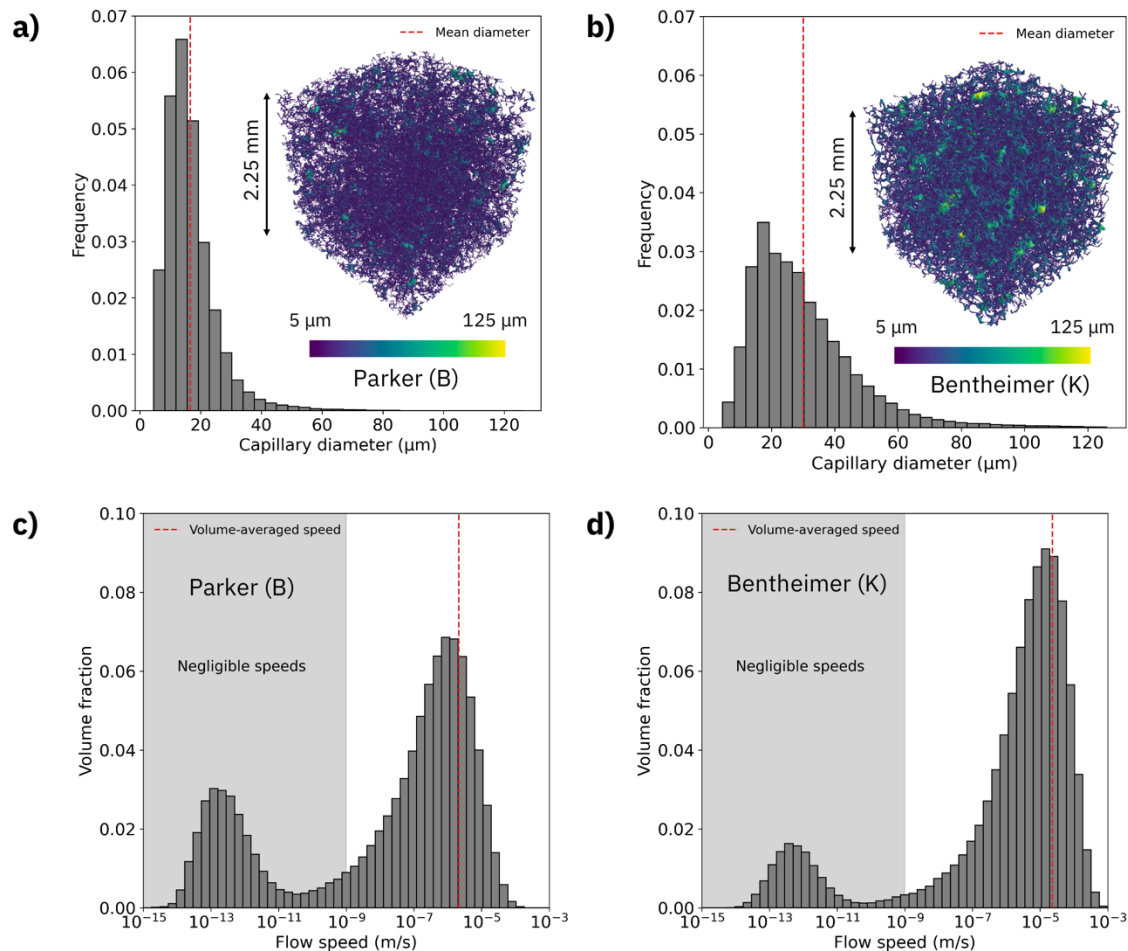 a)
0.07
0.06
0.05
0.04
0.03
0.02
0.01
0.00
Frequency
Mean diameter
2.25 mm
5 µm 125 µm
Parker (B)
0 20 40 60 80 100 120
Capillary diameter (µm)
b)
0.07
0.06
0.05
0.04
0.03
0.02
0.01
0.00
Frequency
Mean diameter
2.25 mm
5 µm 125 µm
Bentheimer (K)
0 20 40 60 80 100 120
Capillary diameter (µm)
c)
0.10
0.08
0.06
0.04
0.02
0.00
Volume fraction
Volume-averaged speed
Parker (B)
Negligible speeds
10⁻¹⁵ 10⁻¹³ 10⁻¹¹ 10⁻⁹ 10⁻⁷ 10⁻⁵ 10⁻³
Flow speed (m/s)
d)
0.10
0.08
0.06
0.04
0.02
0.00
Volume fraction
Volume-averaged speed
Bentheimer (K)
Negligible speeds
10⁻¹⁵ 10⁻¹³ 10⁻¹¹ 10⁻⁹ 10⁻⁷ 10⁻⁵ 10⁻³
Flow speed (m/s)